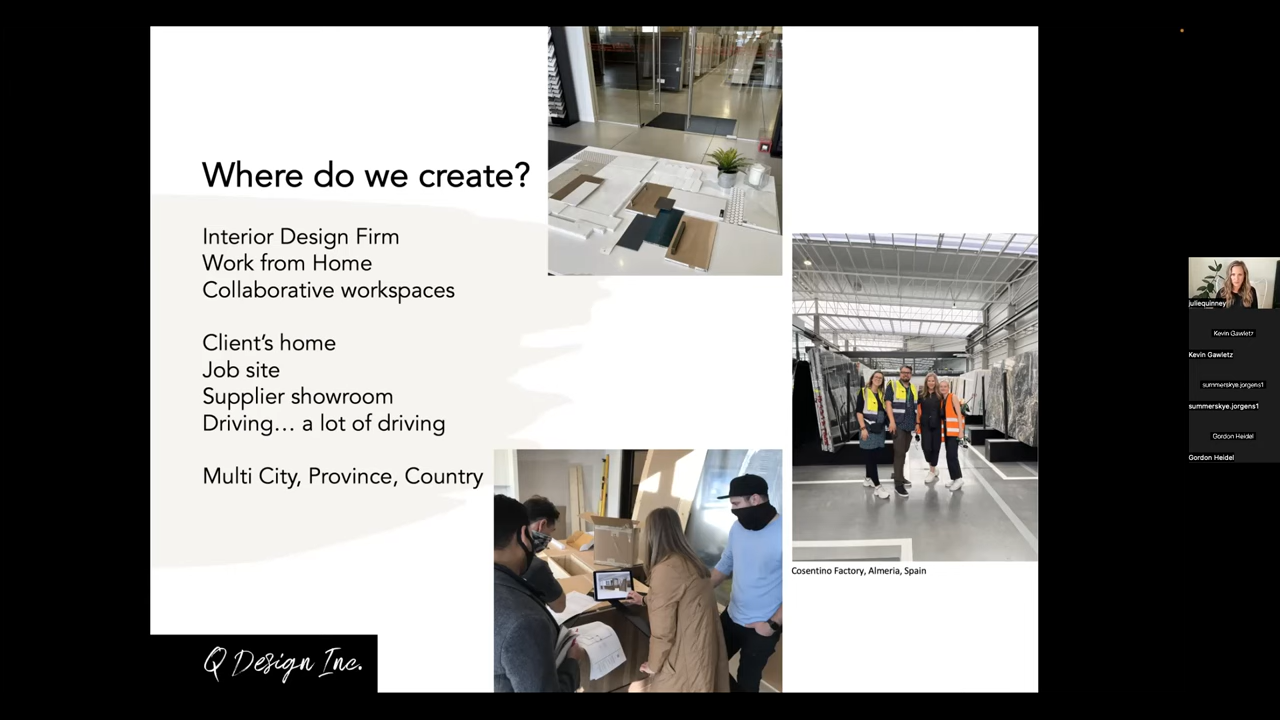 Where do we create?
Interior Design Firm
Work from Home
Collaborative workspaces
Client's home
Job site
Supplier showroom
Driving... a lot of driving
Multi City, Province, Country
Cosentino Factory, Almeria, Spain
Q Design Inc.
juliequinney
Kevin Gawletz
Kevin Gawletz
summerskye.jorgens1
summerskye.jorgens1
Gordon Heidel
Gordon Heidel